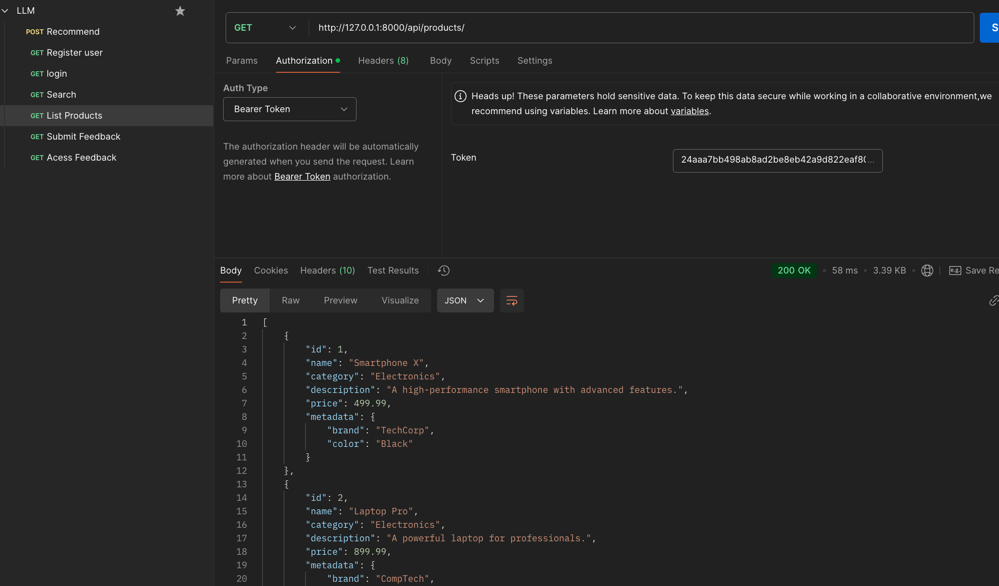 LLM
POST Recommend
GET Register user
GET login
GET Search
GET List Products
GET Submit Feedback
GET Acess Feedback
GET http://127.0.0.1:8000/api/products/ S
Params Authorization Headers (8) Body Scripts Settings
Auth Type
Bearer Token
The authorization header will be automatically
generated when you send the request. Learn
more about Bearer Token authorization.
Heads up! These parameters hold sensitive data. To keep this data secure while working in a collaborative environment,we
recommend using variables. Learn more about variables.
Token 24aaa7bb498ab8ad2be8eb42a9d822eaf80...
Body Cookies Headers (10) Test Results 200 OK • 58 ms • 3.39 KB • Save Re
Pretty Raw Preview Visualize JSON
1 [
2 {
3 "id": 1,
4 "name": "Smartphone X",
5 "category": "Electronics",
6 "description": "A high-performance smartphone with advanced features.",
7 "price": 499.99,
8 "metadata": {
9 "brand": "TechCorp",
10 "color": "Black"
11 }
12 },
13 {
14 "id": 2,
15 "name": "Laptop Pro",
16 "category": "Electronics",
17 "description": "A powerful laptop for professionals.",
18 "price": 899.99,
19 "metadata": {
20 "brand": "CompTech",